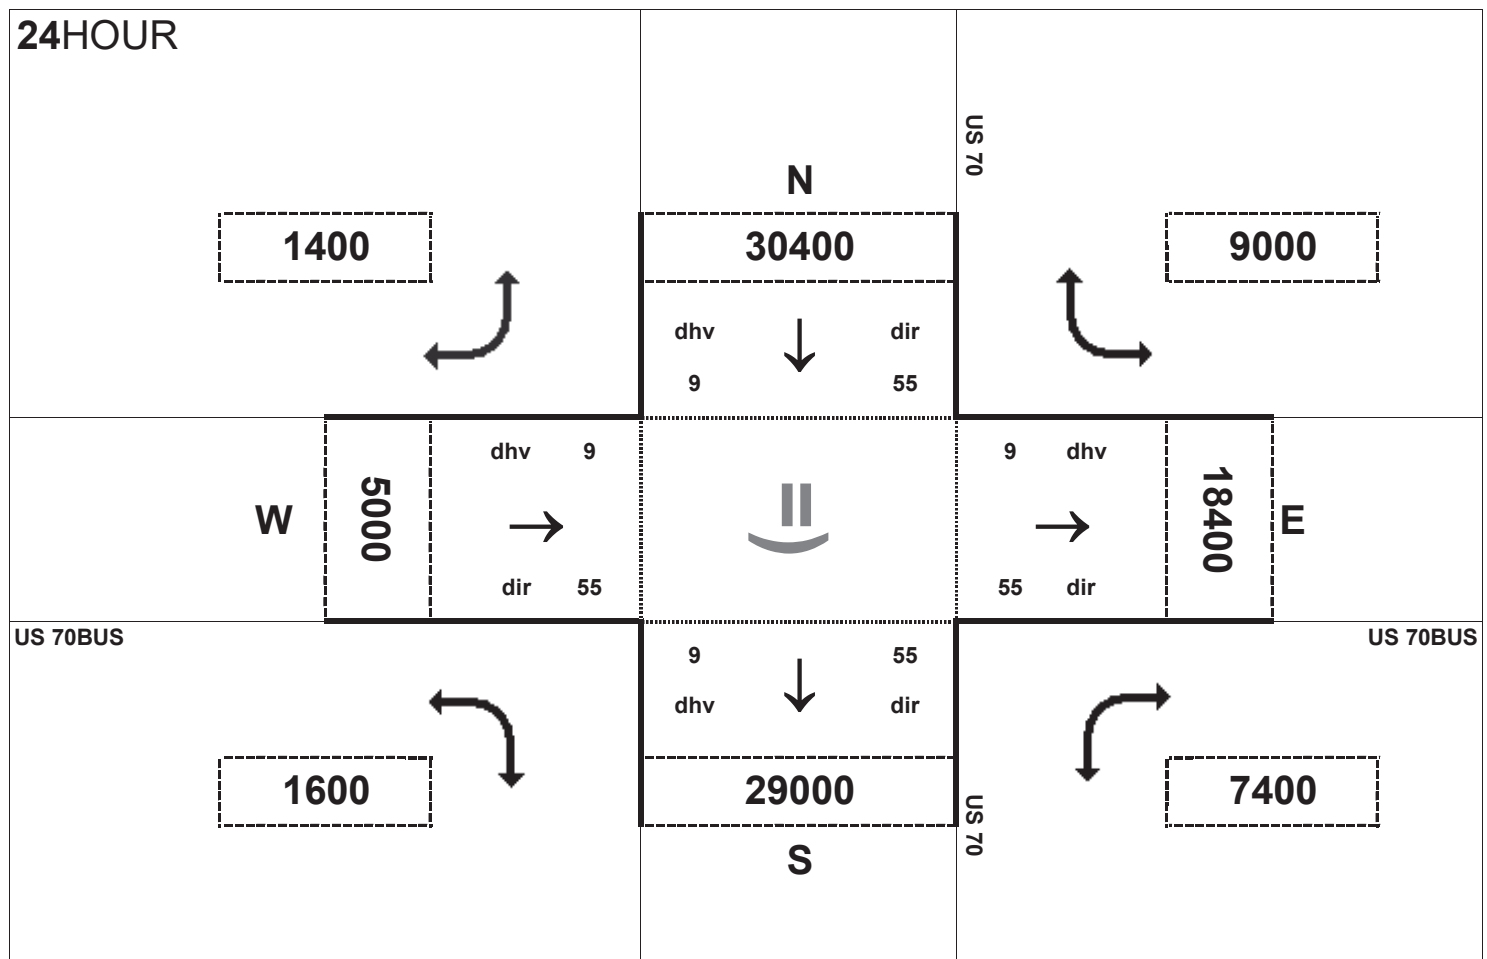 24HOUR
US 70
N
1400
30400
9000
dhv
dir
9
55
dhv 9
9 dhv
W
5000
18400
E
dir 55
55 dir
US 70BUS
US 70BUS
9
55
dhv
dir
1600
29000
7400
US 70
S